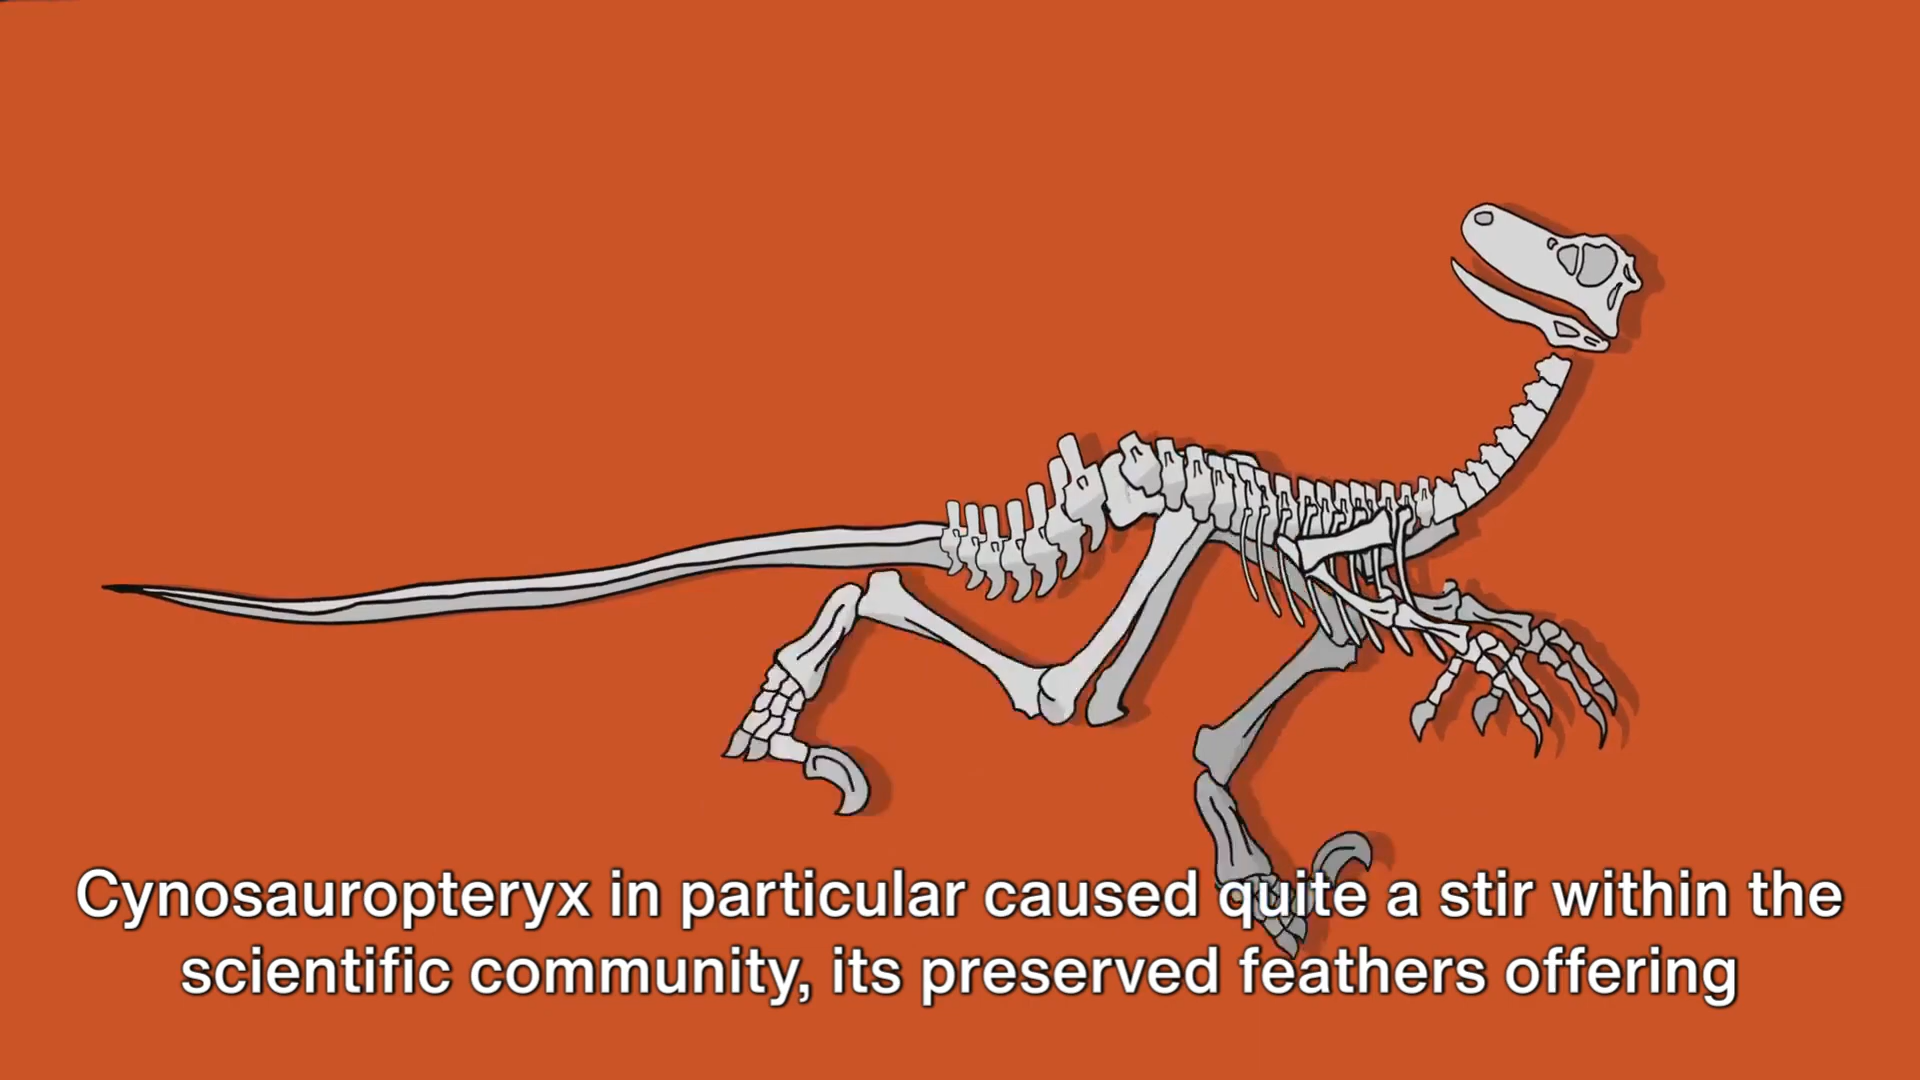 Cynosauropteryx in particular caused quite a stir within the
scientific community, its preserved feathers offering